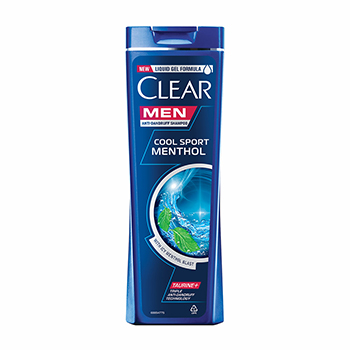 NEW LIQUID GEL FORMULA
CLEAR
MEN
ANTI-DANDRUFF SHAMPOO
COOL SPORT
MENTHOL
WITH ICY MENTHOL BLAST
TAURINE+
TRIPLE
ANTI-DANDRUFF
TECHNOLOGY